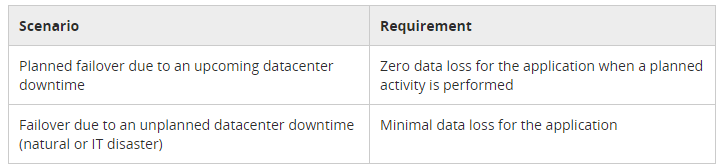 Scenario
Requirement
Planned failover due to an upcoming datacenter
downtime
Zero data loss for the application when a planned
activity is performed
Failover due to an unplanned datacenter downtime
(natural or IT disaster)
Minimal data loss for the application